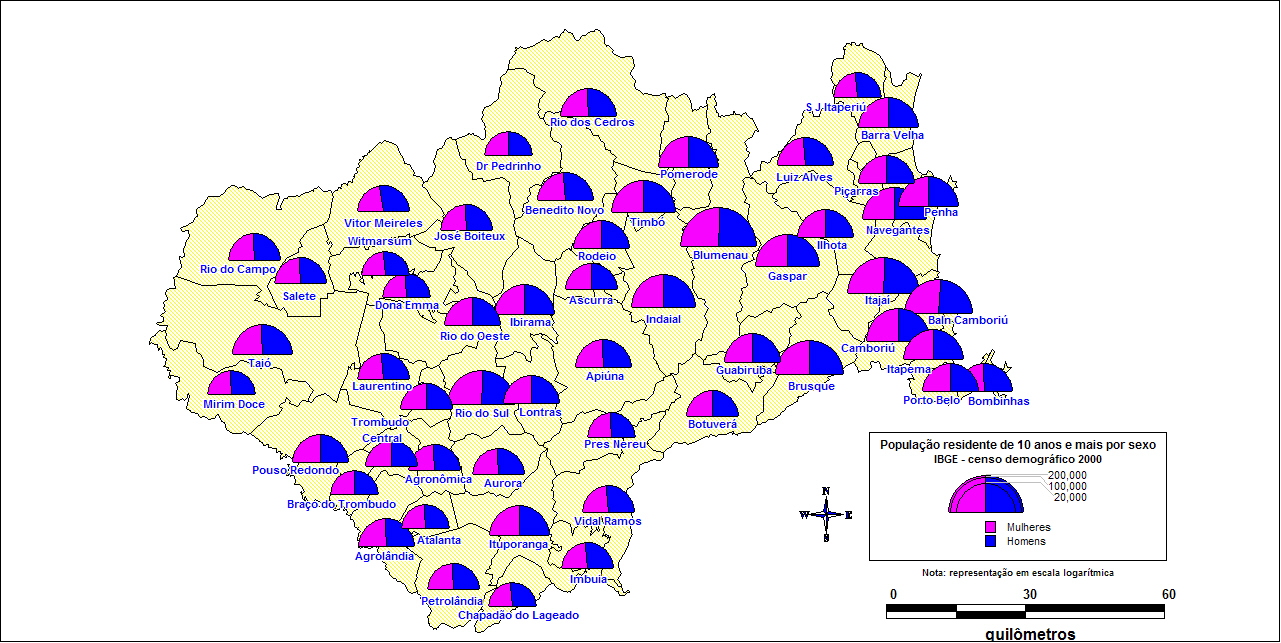 S J Itaperiú
Rio dos Cedros
Barra Velha
Dr Pedrinho
Pomerode
Luiz Alves
Piçarras
Benedito Novo
Penha
Vitor Meireles
Timbó
Navegantes
José Boiteux
Witmarsum
Ilhota
Rodeio
Blumenau
Rio do Campo
Gaspar
Salete
Ascurra
Itajaí
Dona Emma
Indaial
Ibirama
Baln Camboriú
Rio do Oeste
Camboriú
Taió
Itapema
Guabiruba
Apiúna
Laurentino
Brusque
Mirim Doce
Porto Belo
Bombinhas
Rio do Sul
Lontras
Trombudo
Central
Botuverá
Pres Nereu
Pouso Redondo
Agronômica
Aurora
Braço do Trombudo
Vidal Ramos
Atalanta
Ituporanga
Agrolândia
Imbuia
Petrolândia
Chapadão do Lageado
População residente de 10 anos e mais por sexo
IBGE - censo demográfico 2000
200,000
100,000
20,000
Mulheres
Homens
N
W E
S
Nota: representação em escala logarítmica
0 30 60
quilômetros